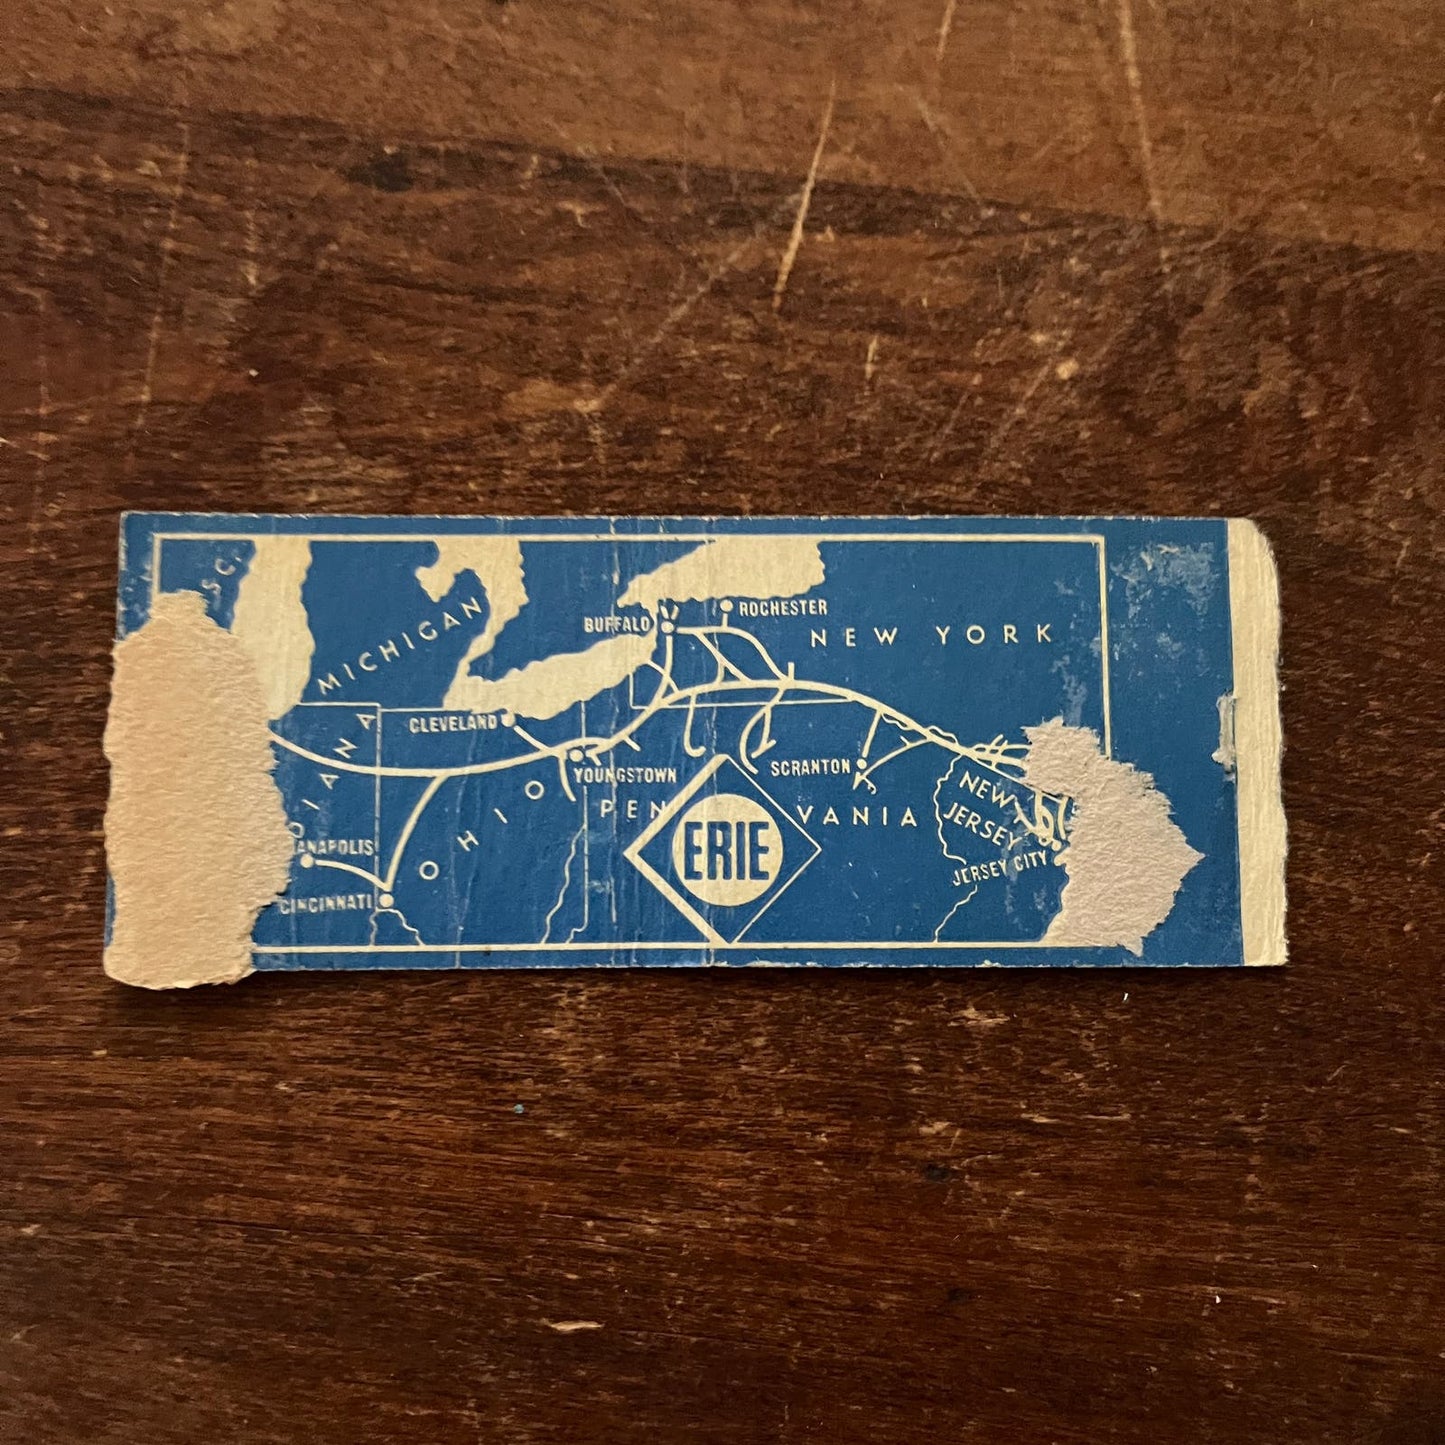 SC.
MICHIGAN
BUFFALO
ROCHESTER
NEW YORK
CLEVELAND
DIANA
YOUNGSTOWN
SCRANTON
OHIO
PEN
VANIA
ERIE
NEW
JERSEY
JERSEY CITY
ANAPOLIS
CINCINNATI